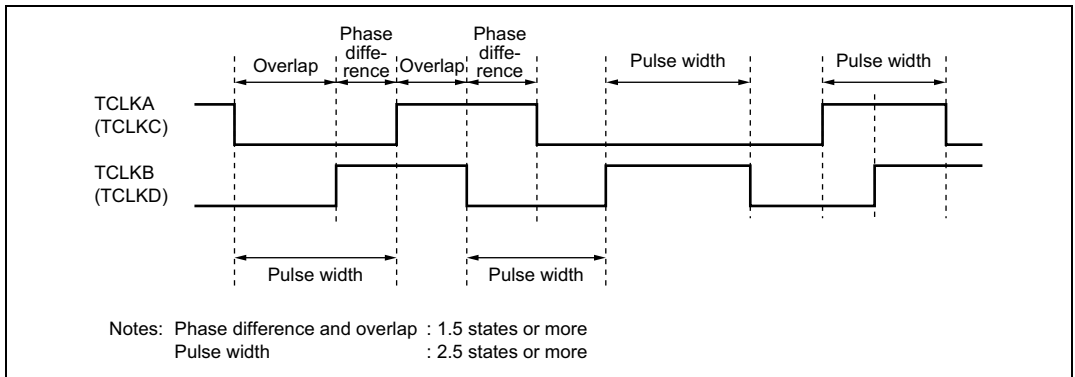 Phase
diffe-
rence
Phase
diffe-
rence
Overlap
Overlap
Pulse width
Pulse width
TCLKA
(TCLKC)
TCLKB
(TCLKD)
Pulse width
Pulse width
Notes: Phase difference and overlap : 1.5 states or more
Pulse width : 2.5 states or more